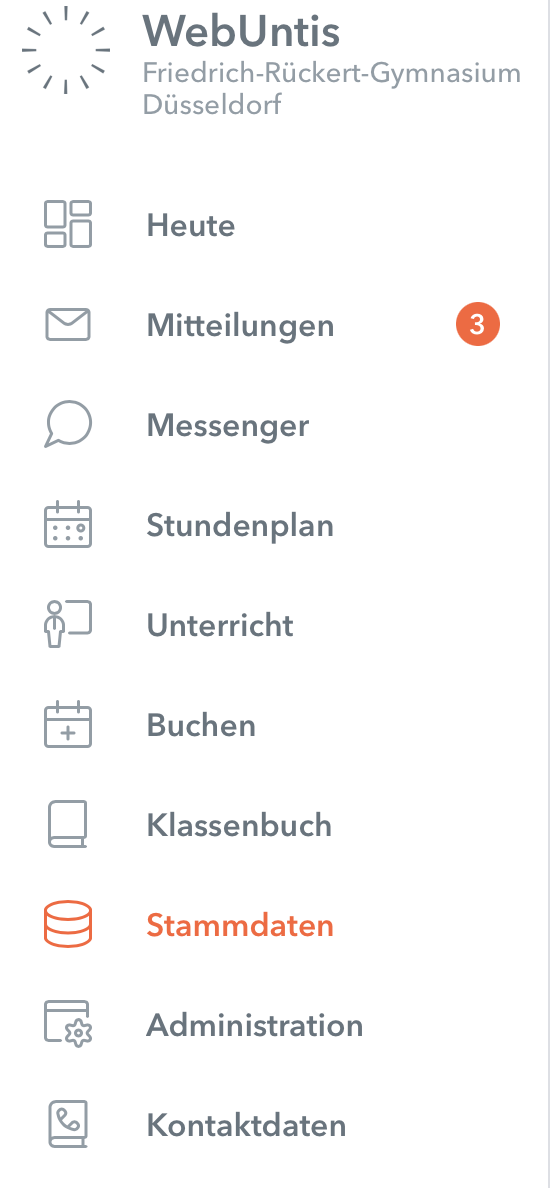 WebUntis
Friedrich-Rückert-Gymnasium
Düsseldorf
Heute
Mitteilungen 3
Messenger
Stundenplan
Unterricht
Buchen
Klassenbuch
Stammdaten
Administration
Kontaktdaten